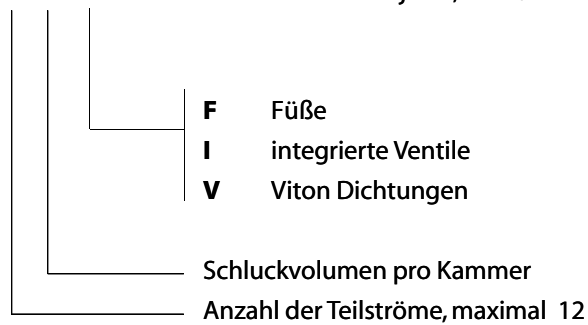 F Füße
I integrierte Ventile
V Viton Dichtungen
Schluckvolumen pro Kammer
Anzahl der Teilströme, maximal 12